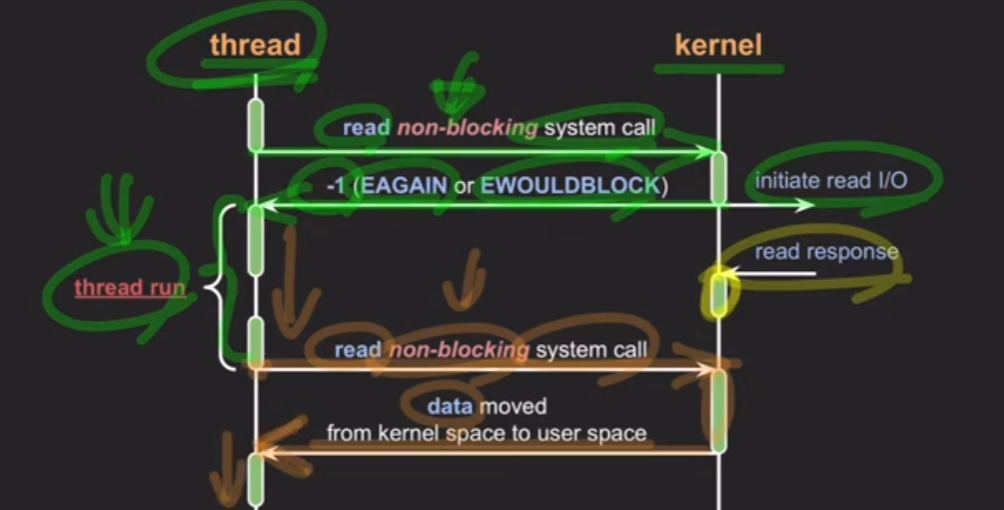 thread
kernel
read non-blocking system call
-1 (EAGAIN or EWOULDBLOCK)
initiate read I/O
read response
thread run
read non-blocking system call
data moved
from kernel space to user space